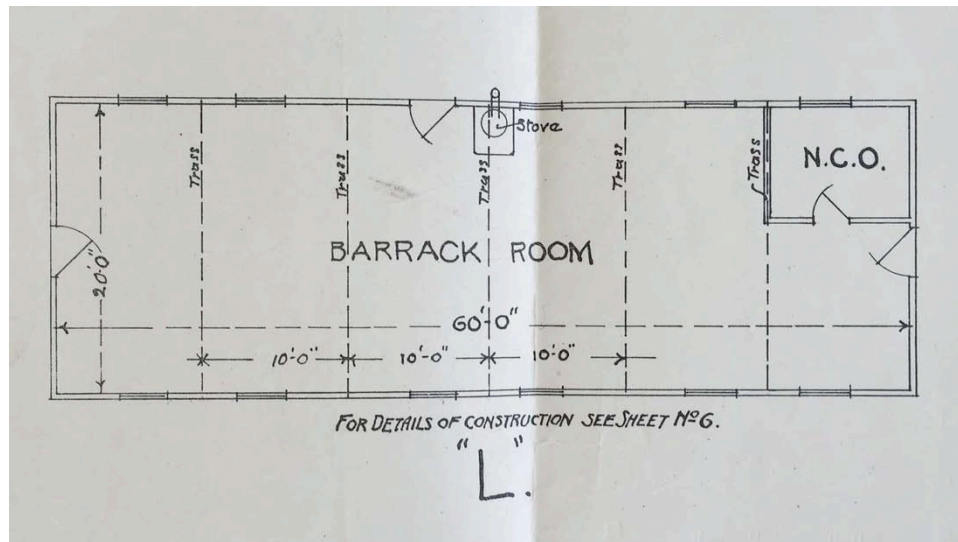 Stove
Truss
Truss
Truss
Truss
Truss
N.C.O.
BARRACK ROOM
20'-0"
60'-0"
10'-0"
10'-0"
10'-0"
FOR DETAILS OF CONSTRUCTION SEE SHEET Nº 6.
"L".